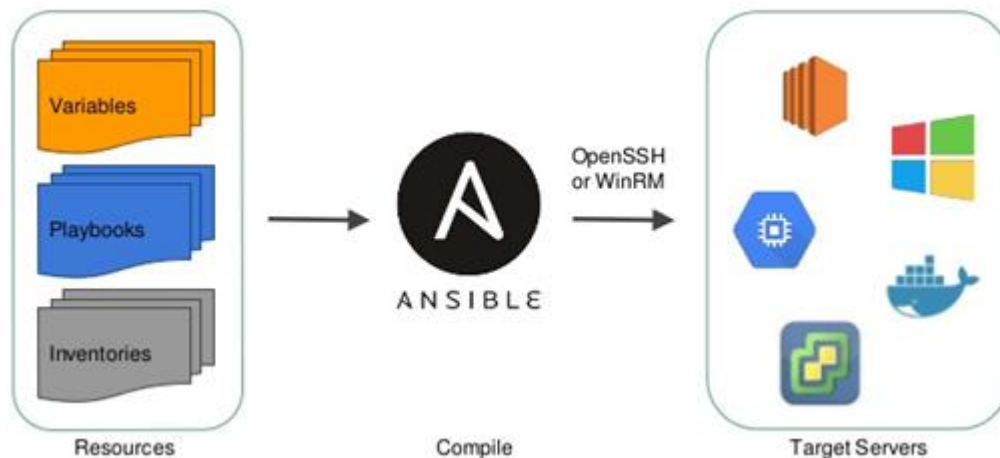 Variables
Playbooks
Inventories
Resources
ANSIBLE
Compile
OpenSSH
or WinRM
Target Servers